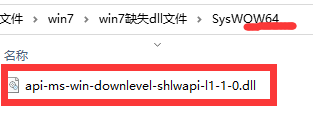 文件 › win7 › win7缺失dll文件 › SysWOW64
名称
api-ms-win-downlevel-shlwapi-l1-1-0.dll